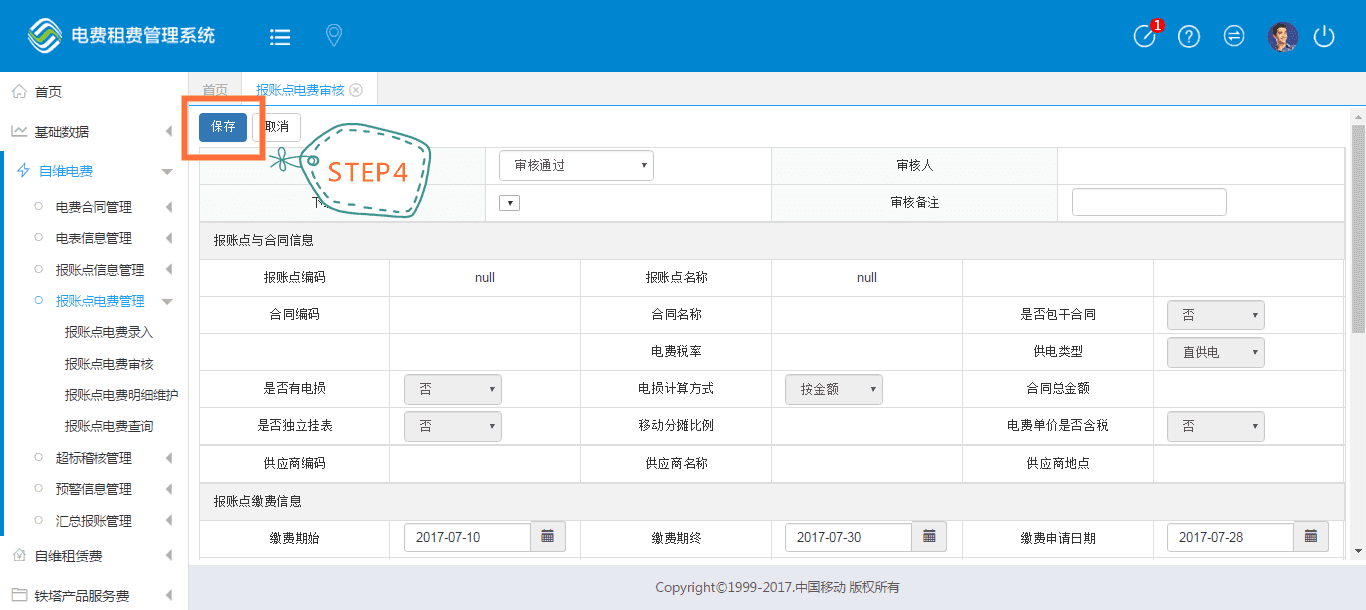 电费租费管理系统
1
首页
基础数据
自维电费
电费合同管理
电表信息管理
报账点信息管理
报账点电费管理
报账点电费录入
报账点电费审核
报账点电费明细维护
报账点电费查询
超标稽核管理
预警信息管理
汇总报账管理
自维租赁费
铁塔产品服务费
首页 报账点电费审核
保存 取消
STEP4
审核通过 审核人
下 审核备注
报账点与合同信息
报账点编码 null 报账点名称 null
合同编码 合同名称 是否包干合同 否
电费税率 供电类型 直供电
是否有电损 否 电损计算方式 按金额 合同总金额
是否独立挂表 否 移动分摊比例 电费单价是否含税 否
供应商编码 供应商名称 供应商地点
报账点缴费信息
缴费期始 2017-07-10 缴费期终 2017-07-30 缴费申请日期 2017-07-28
Copyright©1999-2017.中国移动 版权所有